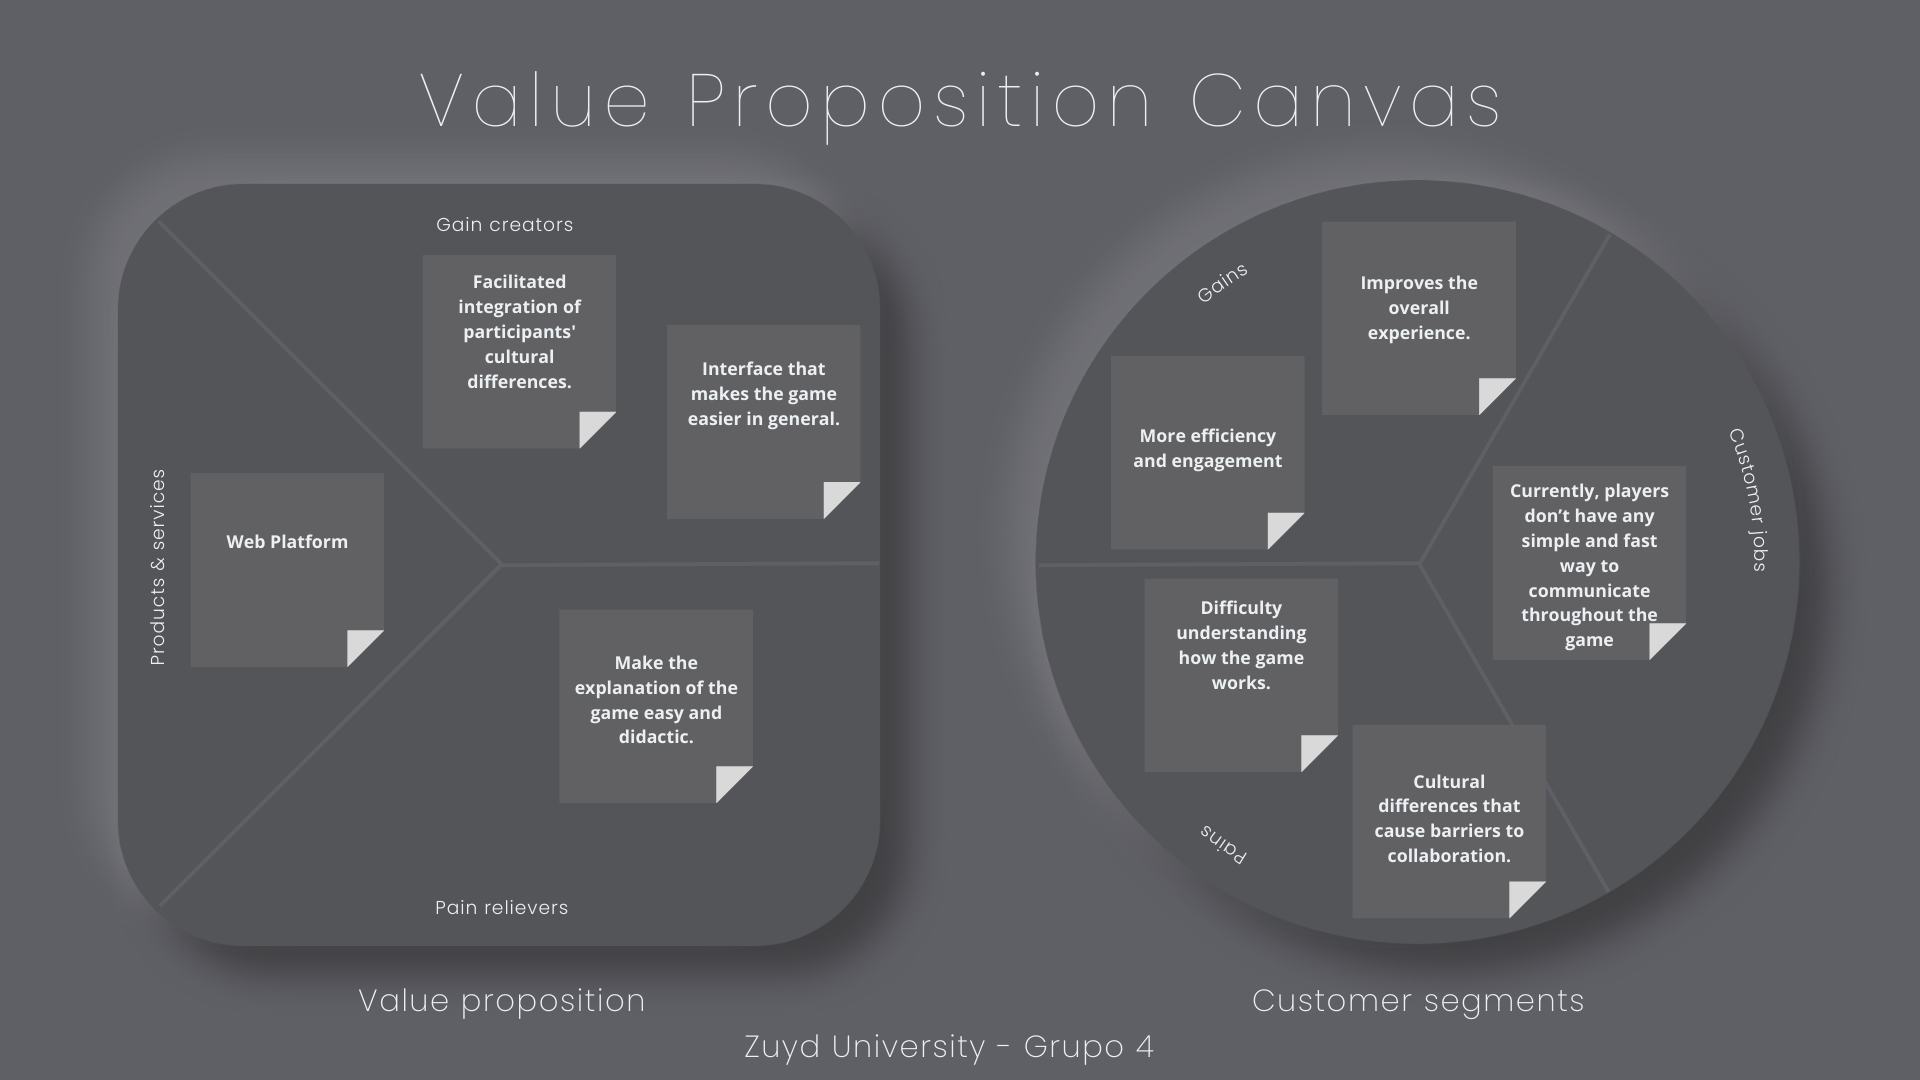 Value Proposition Canvas
Gain creators
Facilitated
integration of
participants'
cultural
differences.
Interface that
makes the game
easier in general.
Products & services
Web Platform
Make the
explanation of the
game easy and
didactic.
Pain relievers
Value proposition
Gains
Improves the
overall
experience.
More efficiency
and engagement
Customer jobs
Currently, players
don’t have any
simple and fast
way to
communicate
throughout the
game
Difficulty
understanding
how the game
works.
Cultural
differences that
cause barriers to
collaboration.
Pains
Customer segments
Zuyd University - Grupo 4